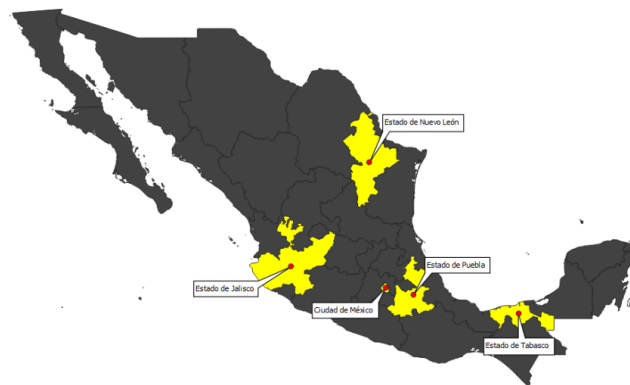 Estado de Nuevo León
Estado de Puebla
Estado de Jalisco
Ciudad de México
Estado de Tabasco